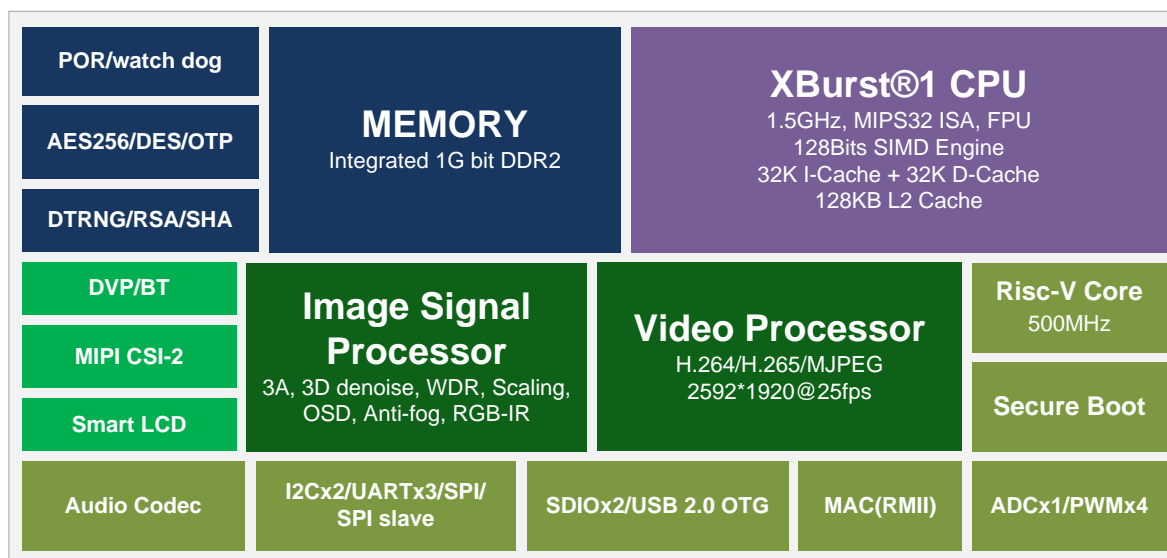 POR/watch dog
AES256/DES/OTP
DTRNG/RSA/SHA
MEMORY
Integrated 1G bit DDR2
XBurst®1 CPU
1.5GHz, MIPS32 ISA, FPU
128Bits SIMD Engine
32K I-Cache + 32K D-Cache
128KB L2 Cache
DVP/BT
MIPI CSI-2
Smart LCD
Image Signal
Processor
3A, 3D denoise, WDR, Scaling,
OSD, Anti-fog, RGB-IR
Video Processor
H.264/H.265/MJPEG
2592*1920@25fps
Risc-V Core
500MHz
Secure Boot
Audio Codec
I2Cx2/UARTx3/SPI/
SPI slave
SDIOx2/USB 2.0 OTG
MAC(RMII)
ADCx1/PWMx4